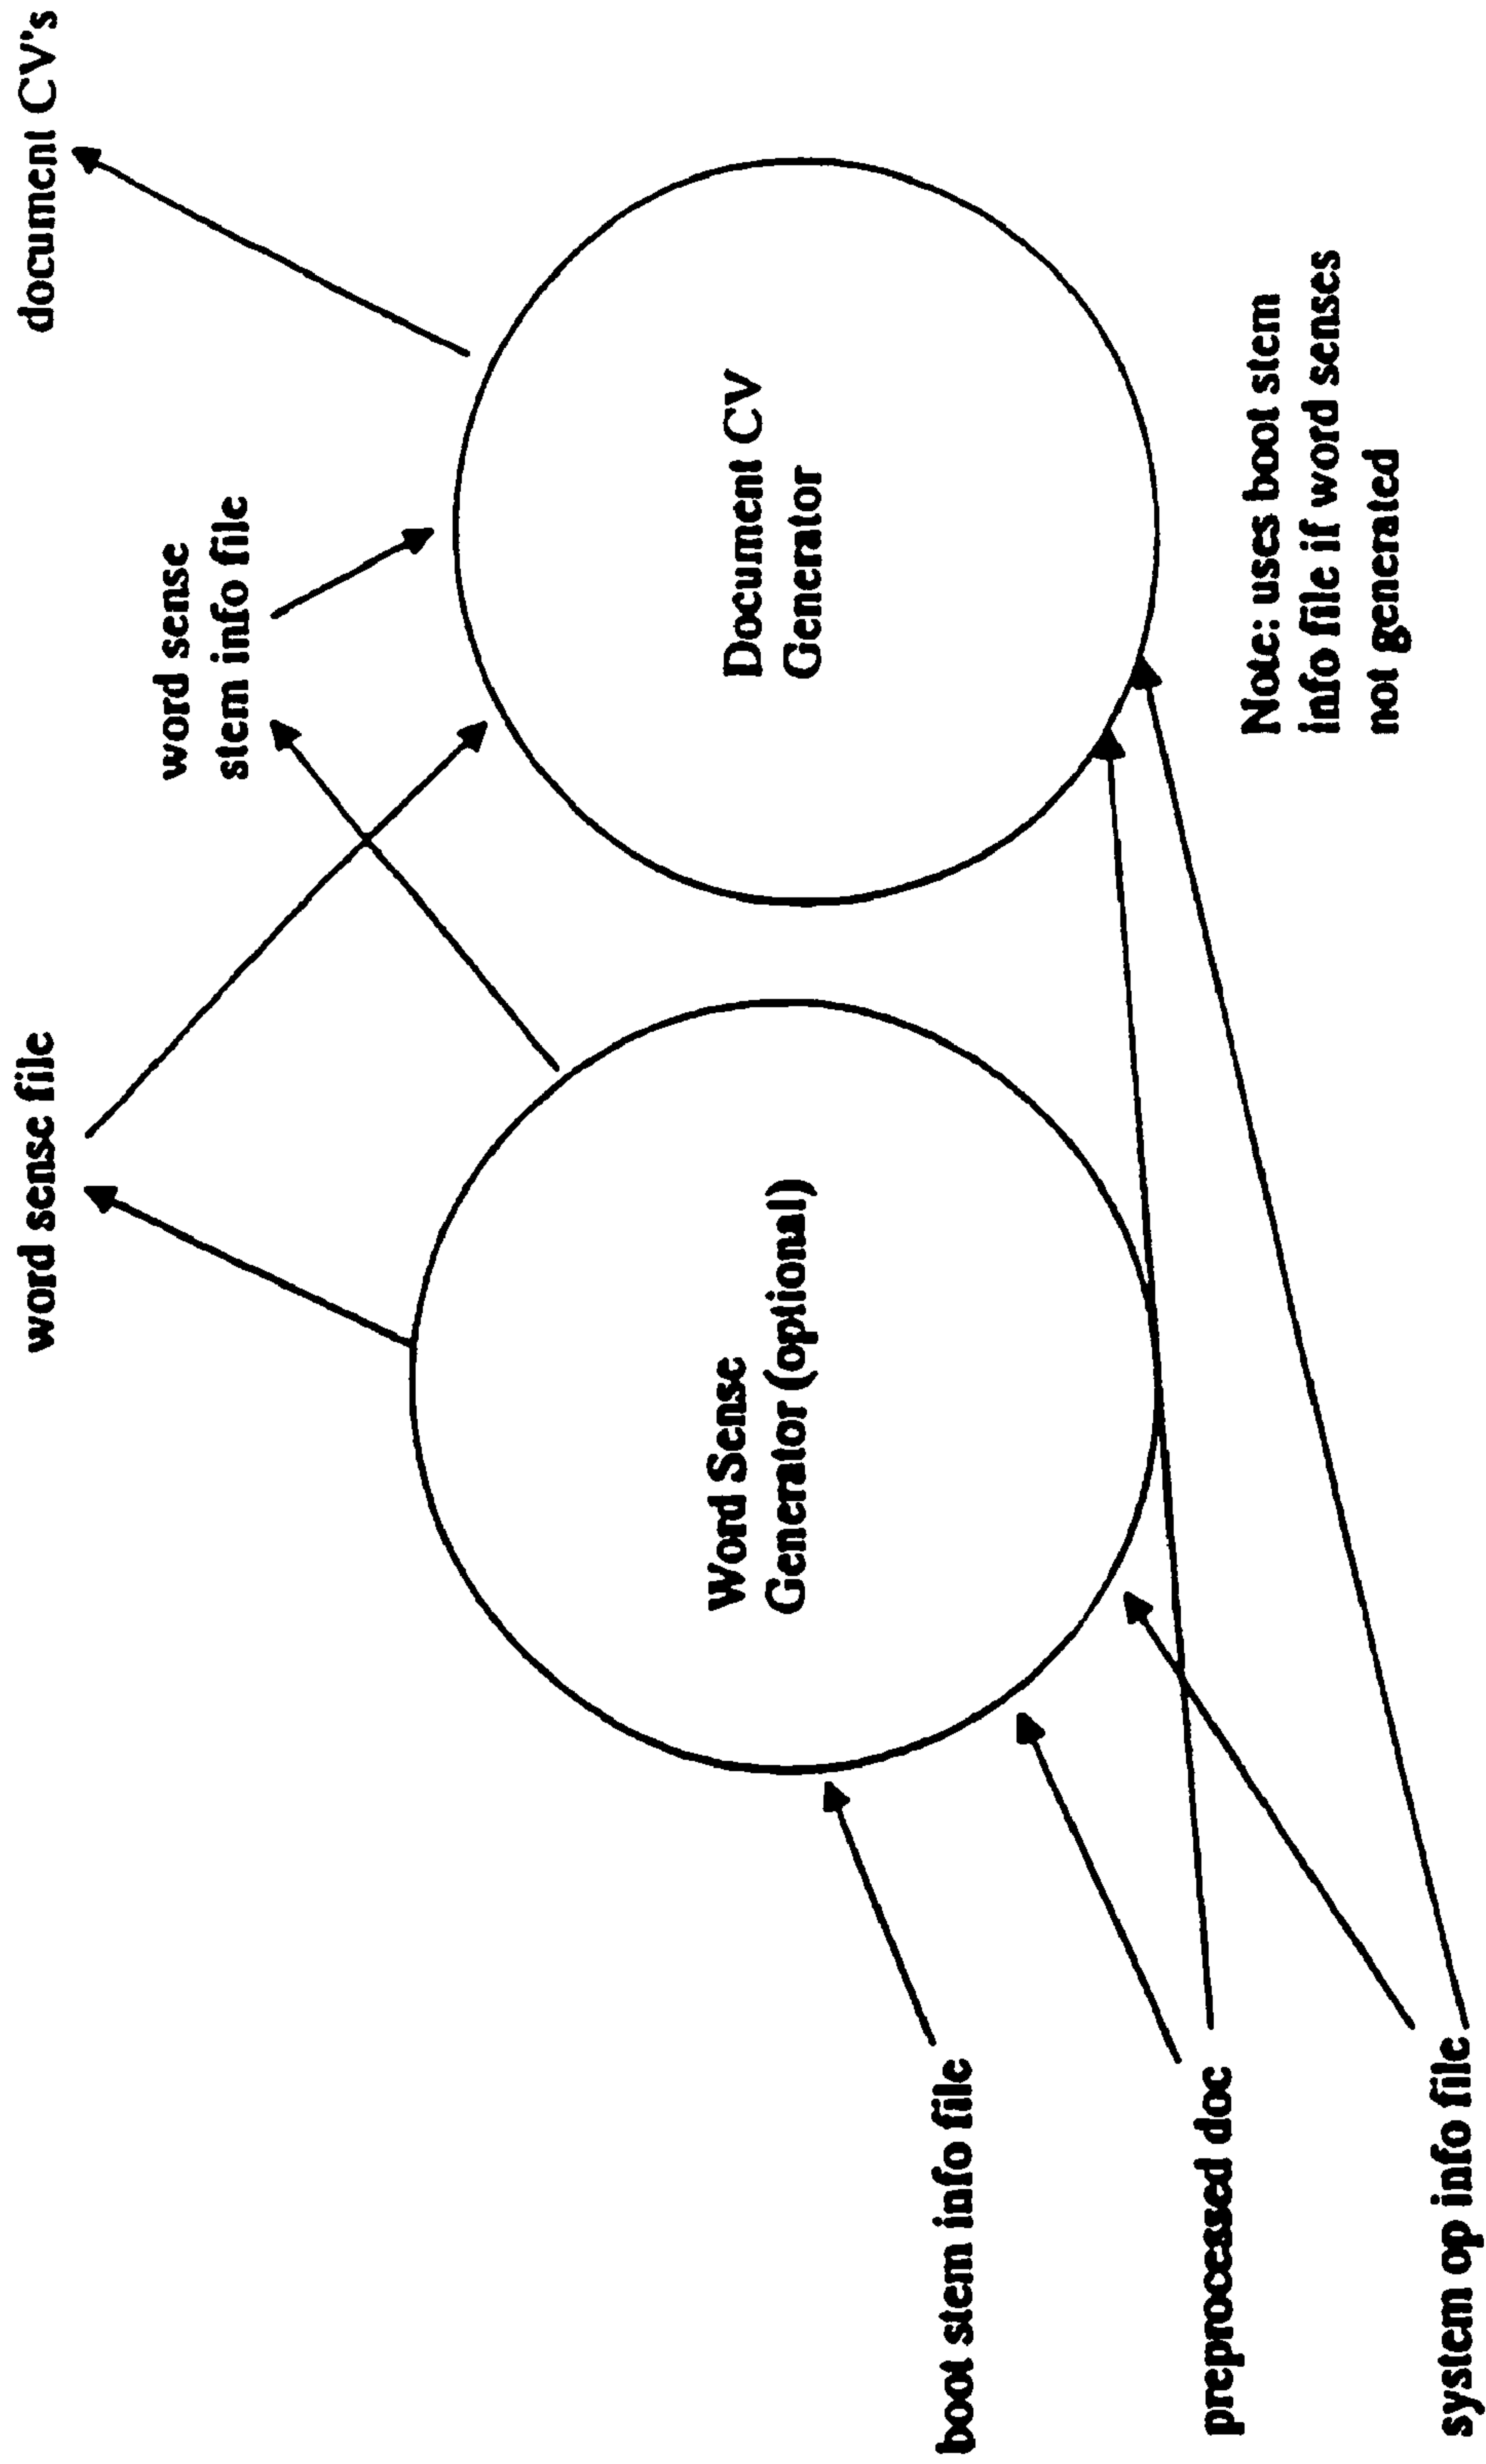 word sense file
document CV's
word sense
stem info file
Word Sense
Generator (optional)
Document CV
Generator
boot stem info file
preprocessed doc
system op info file
Note: uses boot stem
info file if word senses
not generated